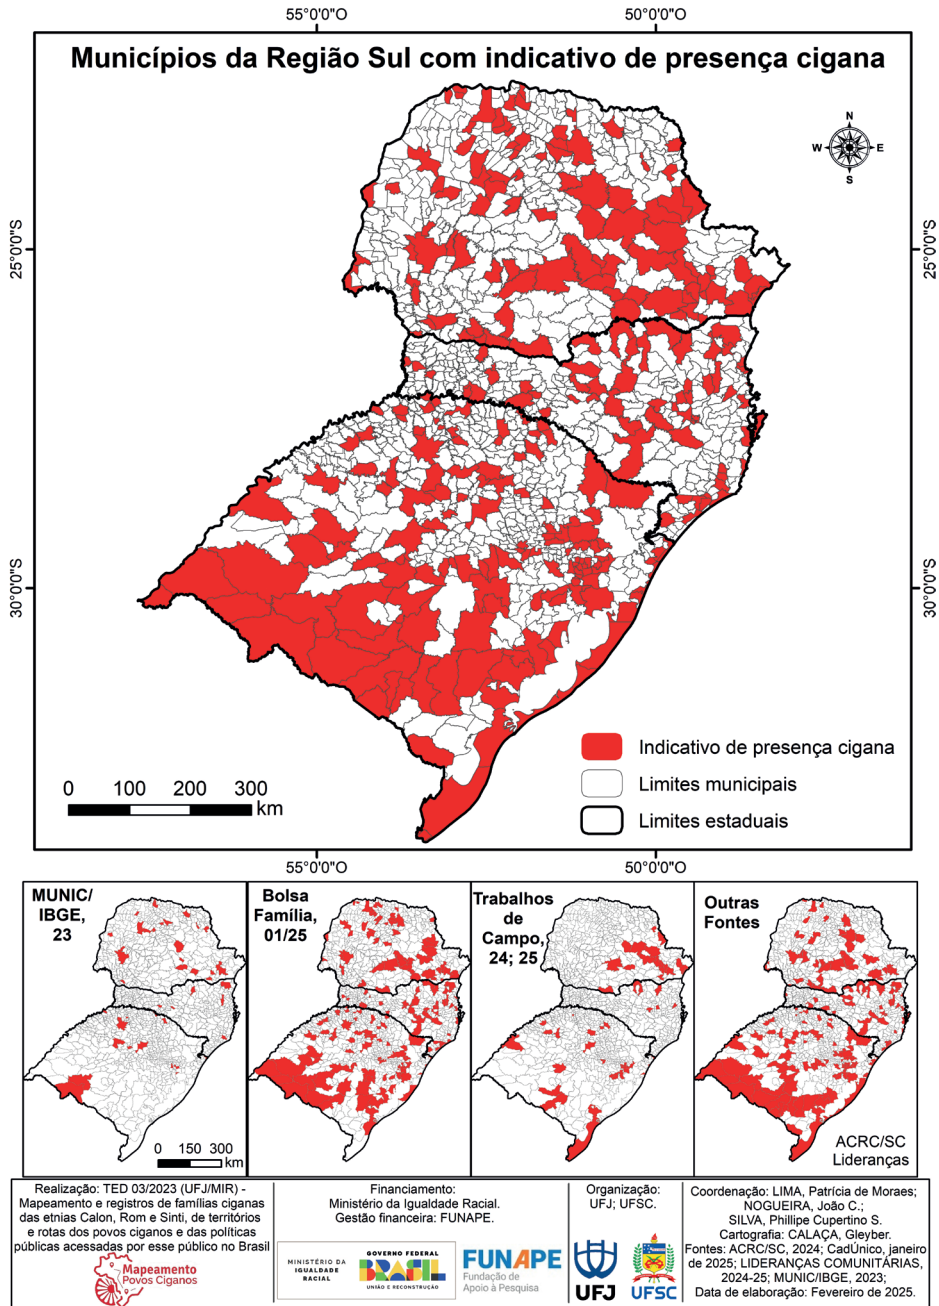 55°0'0"O
50°0'0"O
Municípios da Região Sul com indicativo de presença cigana
N
W
E
S
25°0'0"S
25°0'0"S
30°0'0"S
30°0'0"S
Indicativo de presença cigana
Limites municipais
Limites estaduais
0
100
200
300
km
55°0'0"O
50°0'0"O
MUNIC/
IBGE,
23
0
150
300
km
Bolsa
Família,
01/25
Trabalhos
de
Campo,
24; 25
Outras
Fontes
ACRC/SC
Lideranças
Realização: TED 03/2023 (UFJ/MIR) -
Mapeamento e registros de famílias ciganas
das etnias Calon, Rom e Sinti, de territórios
e rotas dos povos ciganos e das políticas
públicas acessadas por esse público no Brasil
Mapeamento
Povos Ciganos
Financiamento:
Ministério da Igualdade Racial.
Gestão financeira: FUNAPE.
MINISTÉRIO DA
IGUALDADE
RACIAL
GOVERNO FEDERAL
BRASIL
UNIÃO E RECONSTRUÇÃO
FUNAPE
Fundação de
Apoio à Pesquisa
Organização:
UFJ; UFSC.
UFJ
UFSC
Coordenação: LIMA, Patrícia de Moraes;
NOGUEIRA, João C.;
SILVA, Phillipe Cupertino S.
Cartografia: CALAÇA, Gleyber.
Fontes: ACRC/SC, 2024; CadÚnico, janeiro
de 2025; LIDERANÇAS COMUNITÁRIAS,
2024-25; MUNIC/IBGE, 2023;
Data de elaboração: Fevereiro de 2025.